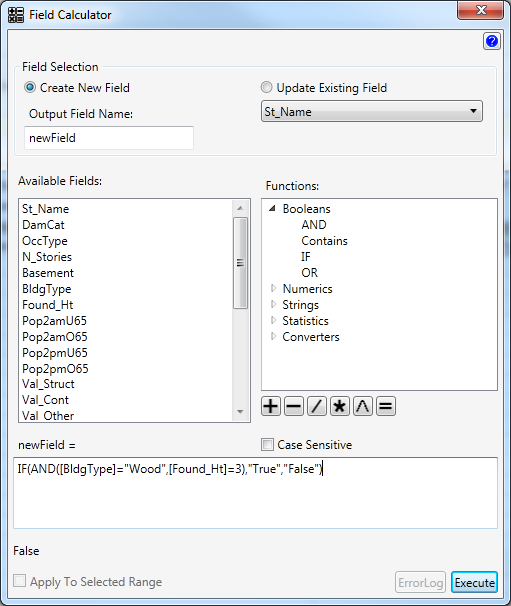 Field Calculator
?
Field Selection
Create New Field
Update Existing Field
Output Field Name:
St_Name
newField
Available Fields:
Functions:
St_Name
DamCat
OccType
N_Stories
Basement
BldgType
Found_Ht
Pop2amU65
Pop2amO65
Pop2pmU65
Pop2pmO65
Val_Struct
Val_Cont
Val_Other
Booleans
AND
Contains
IF
OR
Numerics
Strings
Statistics
Converters
+ − / * ^ =
newField =
Case Sensitive
IF(AND([BldgType]="Wood",[Found_Ht]=3),"True","False")
False
Apply To Selected Range
ErrorLog
Execute